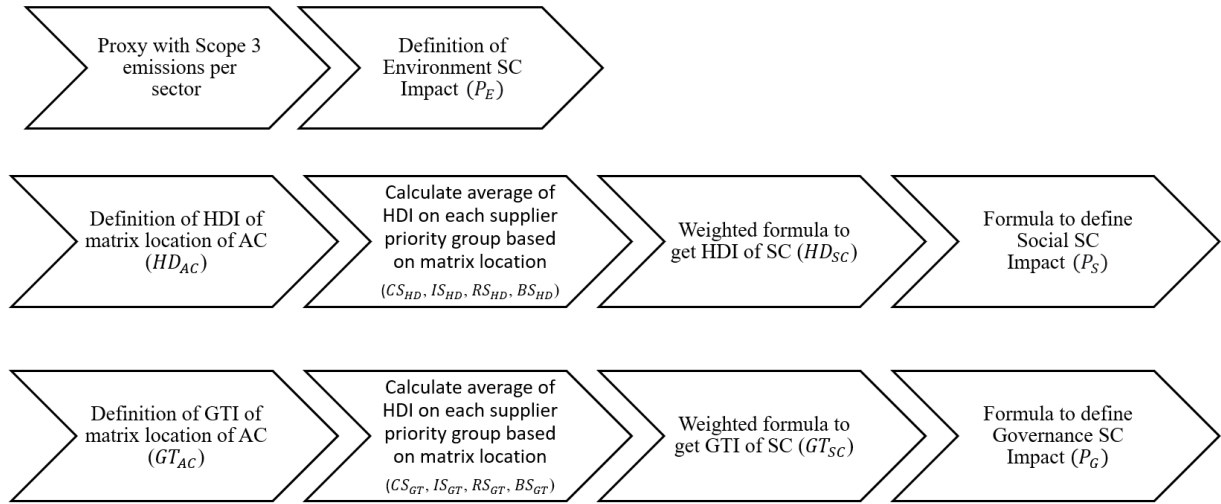 Proxy with Scope 3
emissions per
sector
Definition of
Environment SC
Impact (P_E)
Definition of HDI of
matrix location of AC
(HD_AC)
Calculate average of
HDI on each supplier
priority group based
on matrix location
(CS_HD, IS_HD, RS_HD, BS_HD)
Weighted formula to
get HDI of SC (HD_SC)
Formula to define
Social SC
Impact (P_S)
Definition of GTI of
matrix location of AC
(GT_AC)
Calculate average of
HDI on each supplier
priority group based
on matrix location
(CS_GT, IS_GT, RS_GT, BS_GT)
Weighted formula to
get GTI of SC (GT_SC)
Formula to define
Governance SC
Impact (P_G)